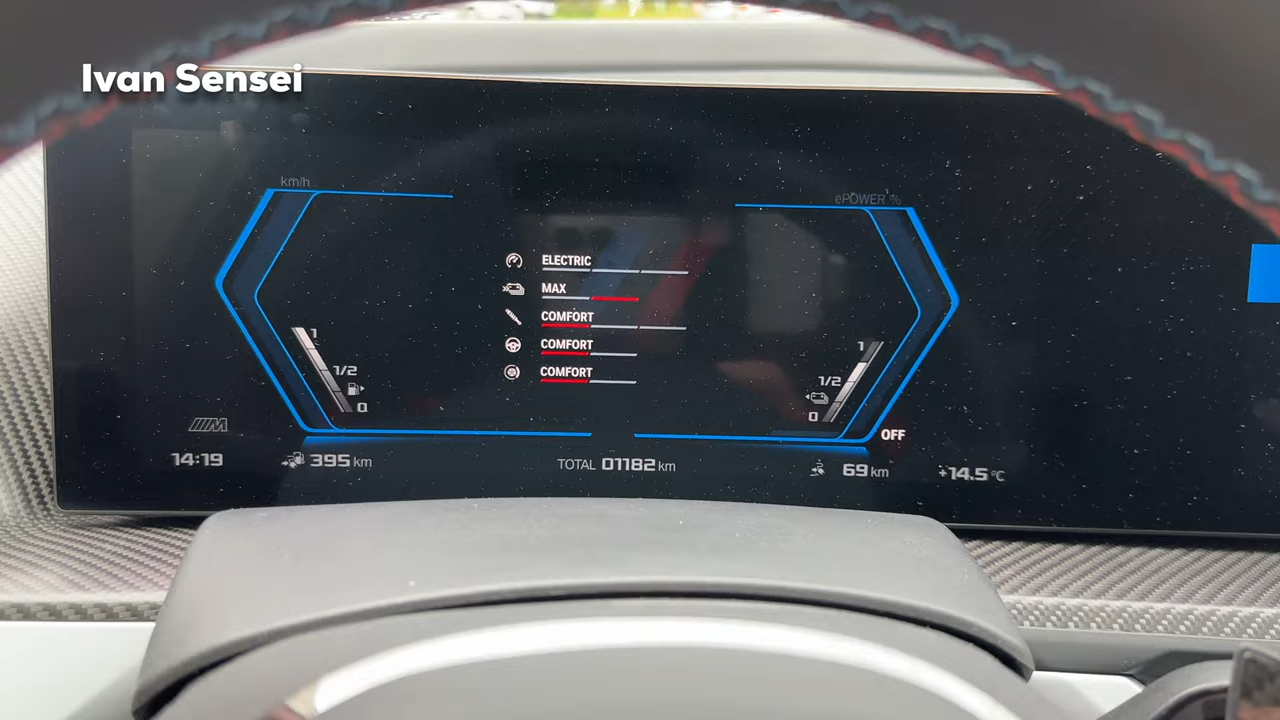 Ivan Sensei
km/h
ePOWER %
ELECTRIC
MAX
COMFORT
COMFORT
COMFORT
1
1/2
0
1
1/2
0
OFF
M
14:19
395 km
TOTAL 01182 km
69 km
+14.5 °C